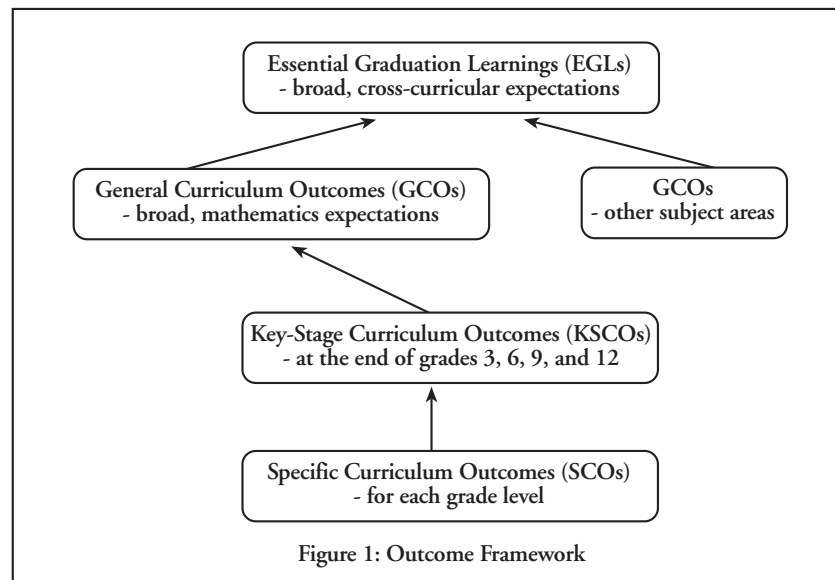 Essential Graduation Learnings (EGLs)
- broad, cross-curricular expectations
General Curriculum Outcomes (GCOs)
- broad, mathematics expectations
GCOs
- other subject areas
Key-Stage Curriculum Outcomes (KSCOs)
- at the end of grades 3, 6, 9, and 12
Specific Curriculum Outcomes (SCOs)
- for each grade level
Figure 1: Outcome Framework